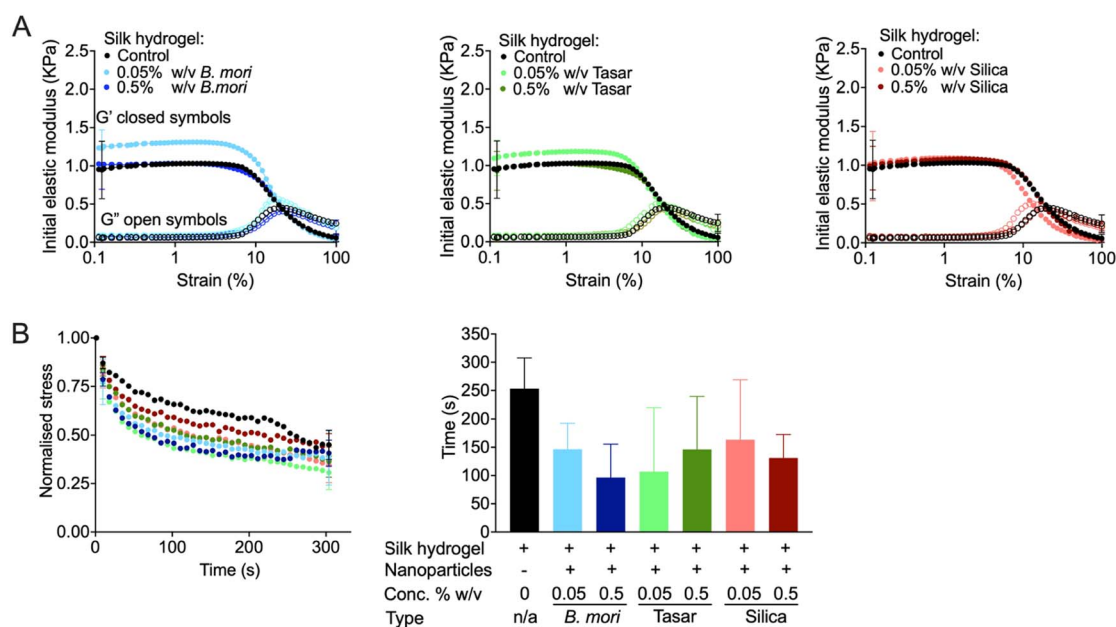 A
Initial elastic modulus (KPa)
2.5
2.0
1.5
1.0
0.5
0.0
0.1
1
10
100
Strain (%)
Silk hydrogel:
Control
0.05% w/v B. mori
0.5% w/v B.mori
G' closed symbols
G" open symbols
Initial elastic modulus (KPa)
2.5
2.0
1.5
1.0
0.5
0.0
0.1
1
10
100
Strain (%)
Silk hydrogel:
Control
0.05% w/v Tasar
0.5% w/v Tasar
Initial elastic modulus (KPa)
2.5
2.0
1.5
1.0
0.5
0.0
0.1
1
10
100
Strain (%)
Silk hydrogel:
Control
0.05% w/v Silica
0.5% w/v Silica
B
Normalised stress
1.00
0.75
0.50
0.25
0.00
0
100
200
300
Time (s)
Time (s)
350
300
250
200
150
100
50
0
Silk hydrogel + + + + + + +
Nanoparticles - + + + + + +
Conc. % w/v 0 0.05 0.5 0.05 0.5 0.05 0.5
Type n/a B. mori Tasar Silica